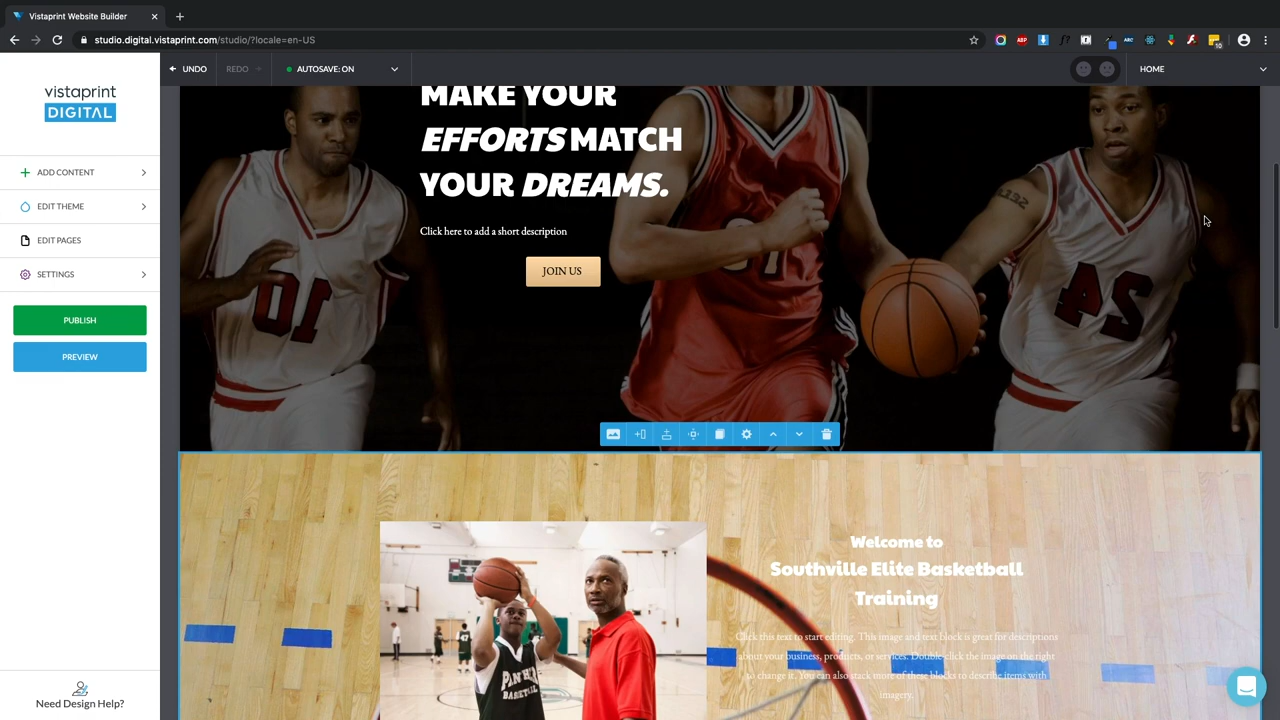 Vistaprint Website Builder
studio.digital.vistaprint.com/studio/?locale=en-US
ABP
ABC
10
UNDO
REDO
AUTOSAVE: ON
HOME
vistaprint
DIGITAL
ADD CONTENT
EDIT THEME
EDIT PAGES
SETTINGS
PUBLISH
PREVIEW
Need Design Help?
MAKE YOUR
EFFORTS MATCH
YOUR DREAMS.
Click here to add a short description
JOIN US
Welcome to
Southville Elite Basketball
Training
Click this text to start editing. This image and text block is great for descriptions
about your business, products, or services. Double-click the image on the right
to change it. You can also stack more of these blocks to describe items with
imagery.